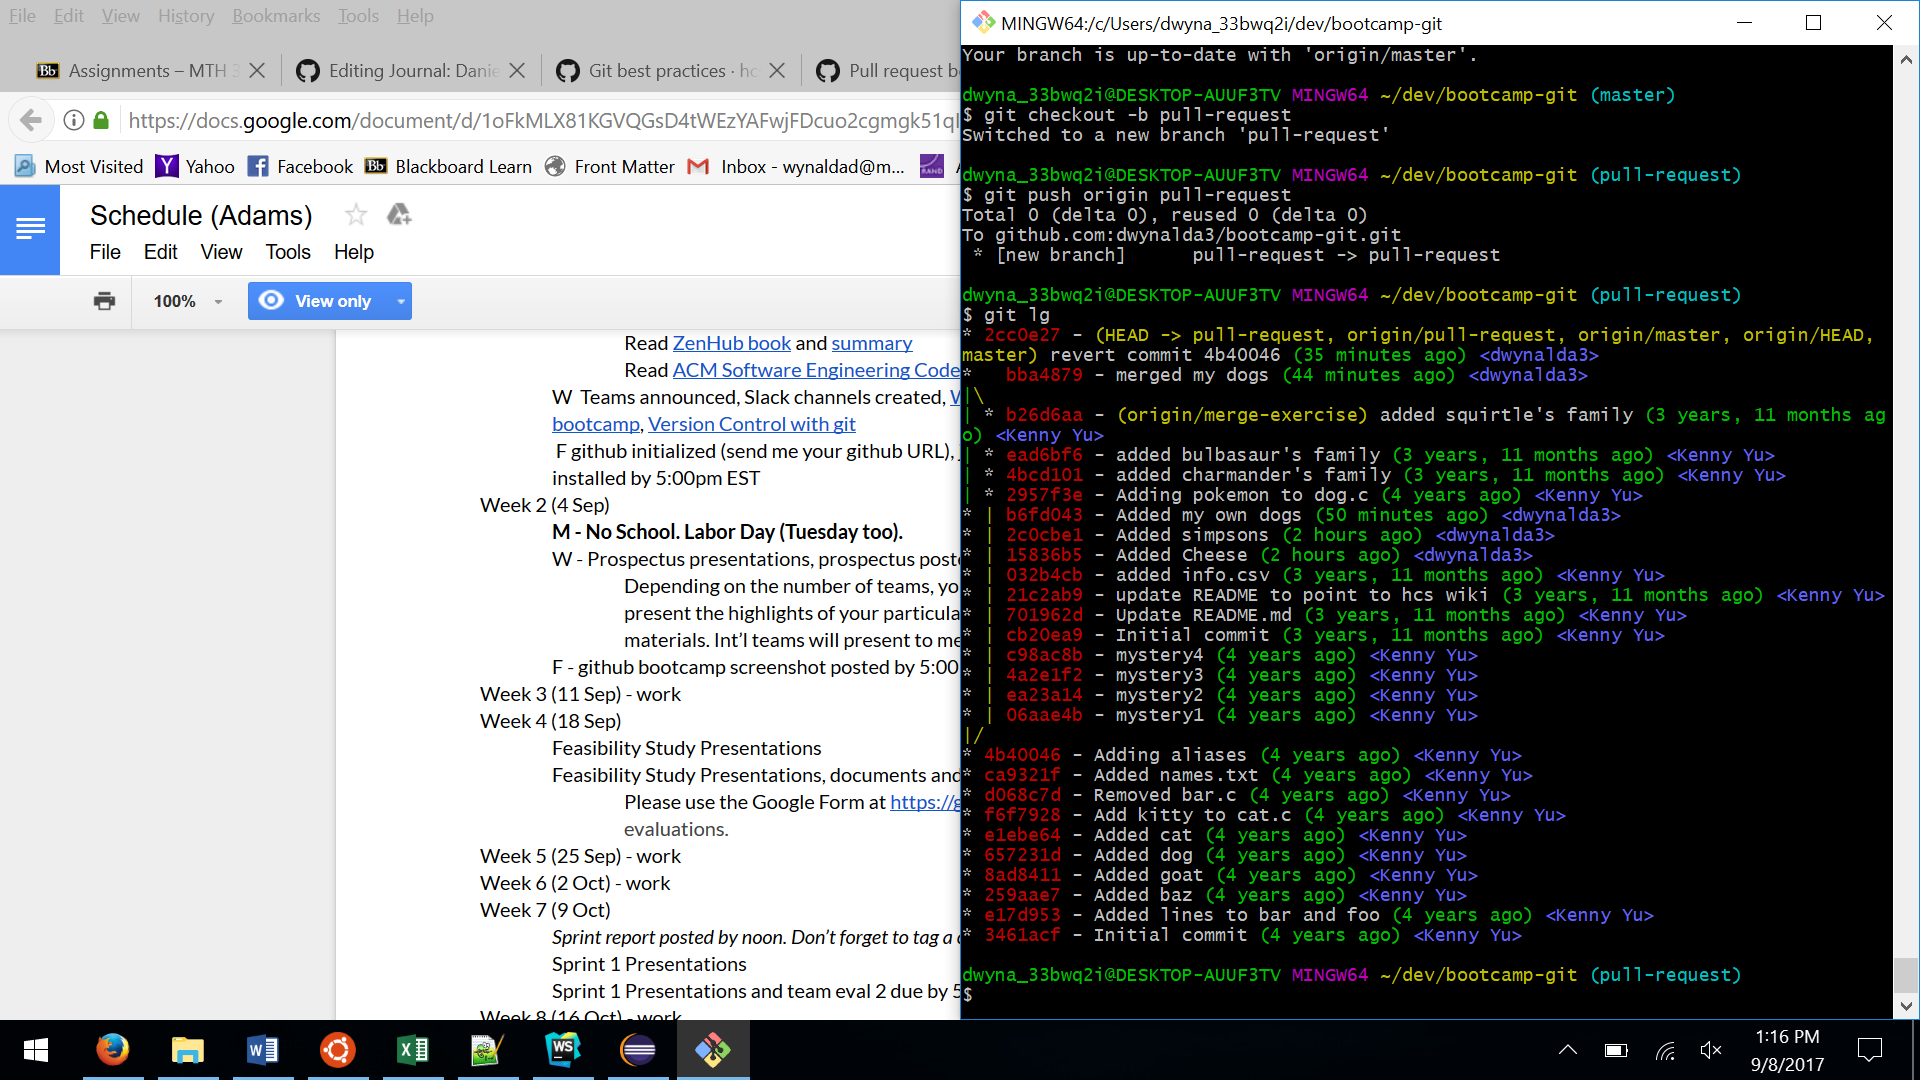 File Edit View History Bookmarks Tools Help
Assignments – MTH
Editing Journal: Danie
Git best practices · hc
Pull request b
https://docs.google.com/document/d/1oFkMLX81KGVQGsD4tWEzYAFwjFDcuo2cgmgk51q
Most Visited Yahoo Facebook Blackboard Learn Front Matter Inbox - wynaldad@m...
Schedule (Adams)
File Edit View Tools Help
100% View only
Read ZenHub book and summary
Read ACM Software Engineering Code
W Teams announced, Slack channels created,
bootcamp, Version Control with git
F github initialized (send me your github URL),
installed by 5:00pm EST
Week 2 (4 Sep)
M - No School. Labor Day (Tuesday too).
W - Prospectus presentations, prospectus poste
Depending on the number of teams, yo
present the highlights of your particula
materials. Int’l teams will present to me
F - github bootcamp screenshot posted by 5:00
Week 3 (11 Sep) - work
Week 4 (18 Sep)
Feasibility Study Presentations
Feasibility Study Presentations, documents and
Please use the Google Form at https://g
evaluations.
Week 5 (25 Sep) - work
Week 6 (2 Oct) - work
Week 7 (9 Oct)
Sprint report posted by noon. Don’t forget to tag a
Sprint 1 Presentations
Sprint 1 Presentations and team eval 2 due by 5
Week 8 (16 Oct) - work
MINGW64:/c/Users/dwyna_33bwq2i/dev/bootcamp-git
Your branch is up-to-date with 'origin/master'.
dwyna_33bwq2i@DESKTOP-AUUF3TV MINGW64 ~/dev/bootcamp-git (master)
$ git checkout -b pull-request
Switched to a new branch 'pull-request'
dwyna_33bwq2i@DESKTOP-AUUF3TV MINGW64 ~/dev/bootcamp-git (pull-request)
$ git push origin pull-request
Total 0 (delta 0), reused 0 (delta 0)
To github.com:dwynalda3/bootcamp-git.git
* [new branch] pull-request -> pull-request
dwyna_33bwq2i@DESKTOP-AUUF3TV MINGW64 ~/dev/bootcamp-git (pull-request)
$ git lg
* 2cc0e27 - (HEAD -> pull-request, origin/pull-request, origin/master, origin/HEAD,
master) revert commit 4b40046 (35 minutes ago) <dwynalda3>
* bba4879 - merged my dogs (44 minutes ago) <dwynalda3>
|\
| * b26d6aa - (origin/merge-exercise) added squirtle's family (3 years, 11 months ag
o) <Kenny Yu>
| * ead6bf6 - added bulbasaur's family (3 years, 11 months ago) <Kenny Yu>
| * 4bcd101 - added charmander's family (3 years, 11 months ago) <Kenny Yu>
| * 2957f3e - Adding pokemon to dog.c (4 years ago) <Kenny Yu>
* | b6fd043 - Added my own dogs (50 minutes ago) <dwynalda3>
* | 2c0cbe1 - Added simpsons (2 hours ago) <dwynalda3>
* | 15836b5 - Added Cheese (2 hours ago) <dwynalda3>
* | 032b4cb - added info.csv (3 years, 11 months ago) <Kenny Yu>
* | 21c2ab9 - update README to point to hcs wiki (3 years, 11 months ago) <Kenny Yu>
* | 701962d - Update README.md (3 years, 11 months ago) <Kenny Yu>
* | cb20ea9 - Initial commit (3 years, 11 months ago) <Kenny Yu>
* | c98ac8b - mystery4 (4 years ago) <Kenny Yu>
* | 4a2e1f2 - mystery3 (4 years ago) <Kenny Yu>
* | ea23a14 - mystery2 (4 years ago) <Kenny Yu>
* | 06aae4b - mystery1 (4 years ago) <Kenny Yu>
|/
* 4b40046 - Adding aliases (4 years ago) <Kenny Yu>
* ca9321f - Added names.txt (4 years ago) <Kenny Yu>
* d068c7d - Removed bar.c (4 years ago) <Kenny Yu>
* f6f7928 - Add kitty to cat.c (4 years ago) <Kenny Yu>
* e1ebe64 - Added cat (4 years ago) <Kenny Yu>
* 657231d - Added dog (4 years ago) <Kenny Yu>
* 8ad8411 - Added goat (4 years ago) <Kenny Yu>
* 259aae7 - Added baz (4 years ago) <Kenny Yu>
* e17d953 - Added lines to bar and foo (4 years ago) <Kenny Yu>
* 3461acf - Initial commit (4 years ago) <Kenny Yu>
dwyna_33bwq2i@DESKTOP-AUUF3TV MINGW64 ~/dev/bootcamp-git (pull-request)
$
1:16 PM
9/8/2017